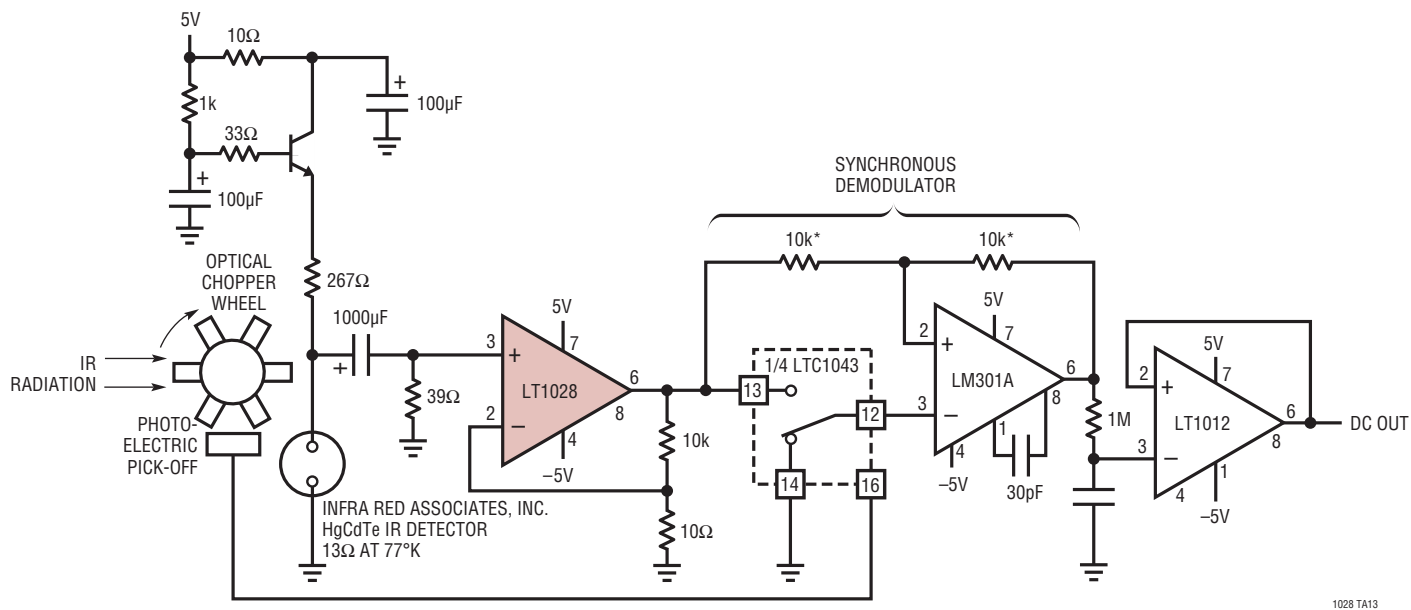 5V
10Ω
1k
+
100µF
33Ω
+
100µF
267Ω
OPTICAL
CHOPPER
WHEEL
IR
RADIATION
PHOTO-
ELECTRIC
PICK-OFF
1000µF
+
39Ω
INFRA RED ASSOCIATES, INC.
HgCdTe IR DETECTOR
13Ω AT 77°K
5V
7
3
+
LT1028
6
8
2
−
4
−5V
10k
10Ω
SYNCHRONOUS
DEMODULATOR
10k*
10k*
1/4 LTC1043
13
12
14
16
5V
7
2
+
LM301A
6
8
3
−
1
4
−5V
30pF
1M
5V
7
2
+
LT1012
6
8
3
−
1
4
−5V
DC OUT
1028 TA13